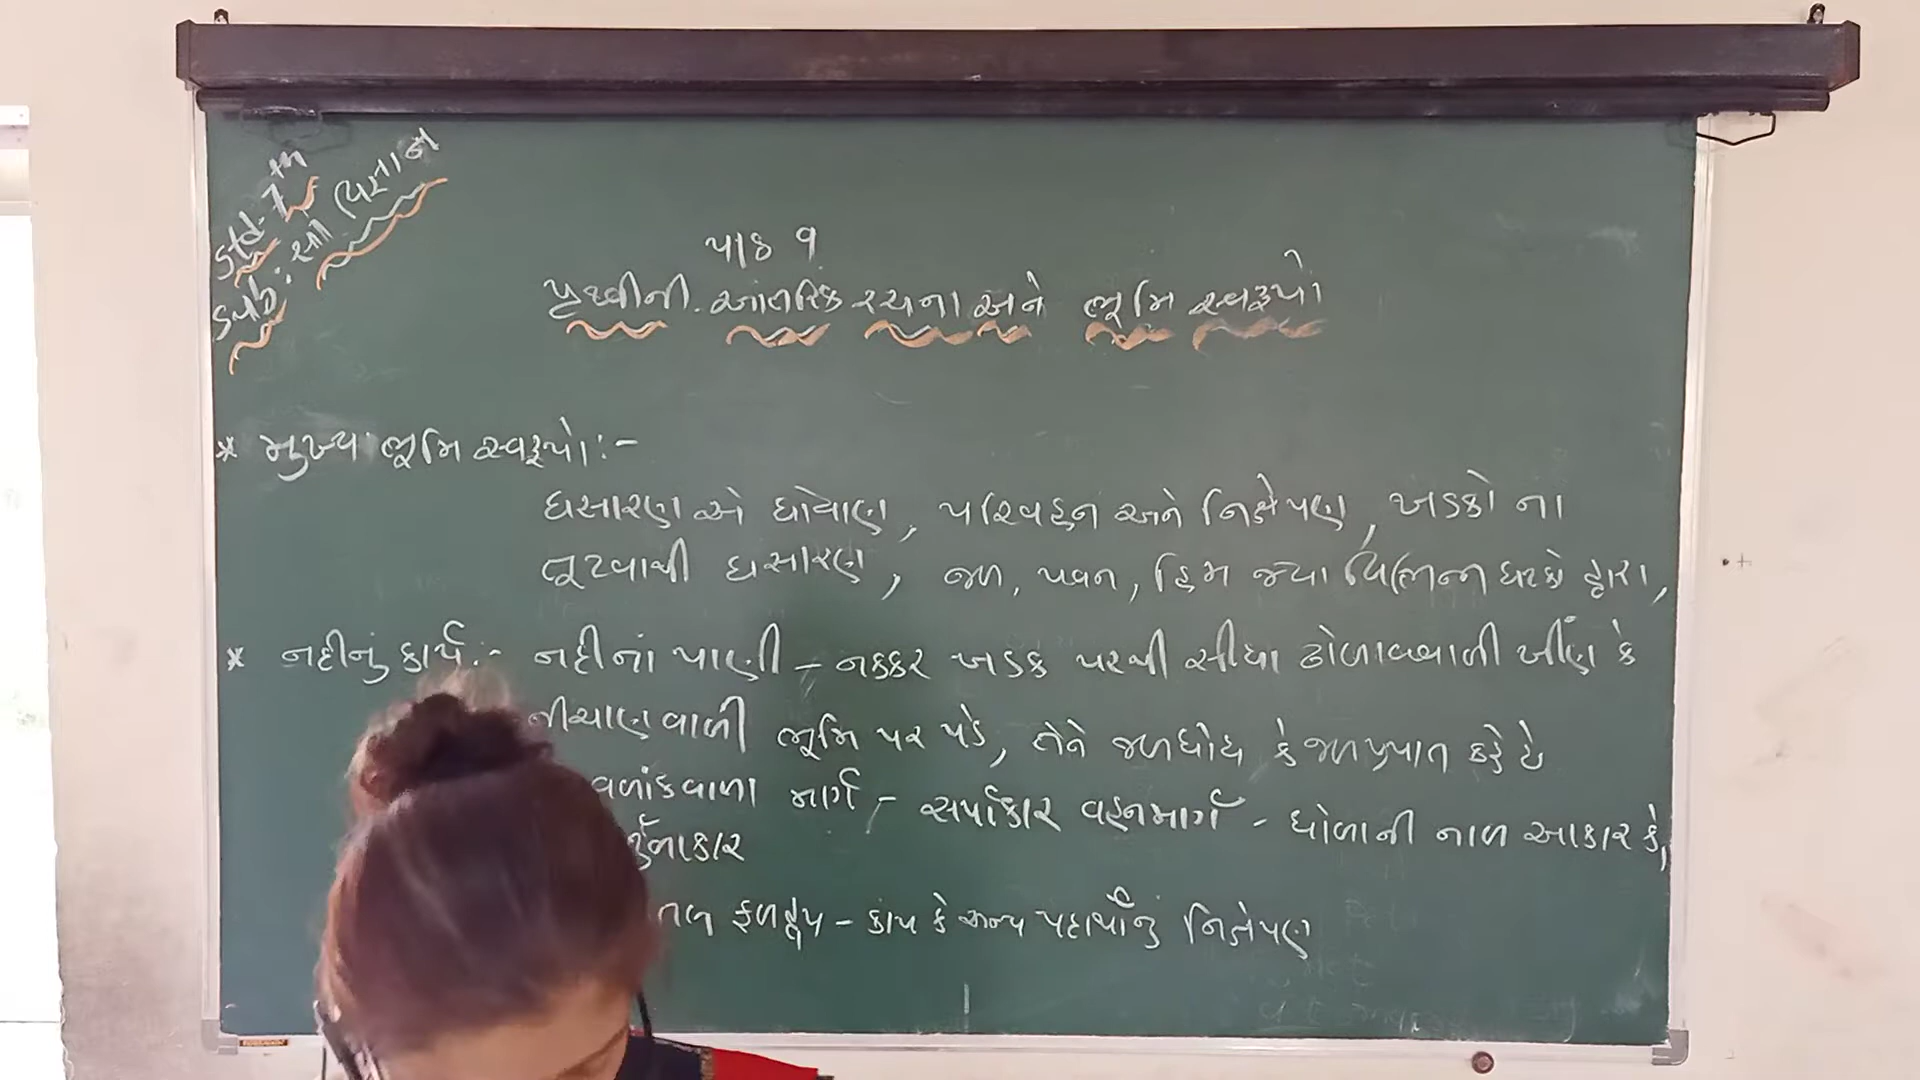 Std-7th
Sub: સા. વિજ્ઞાન
પાઠ ૧
પૃથ્વીની આંતરિક રચના અને ભૂમિ સ્વરૂપો
* મુખ્ય ભૂમિ સ્વરૂપો:-
ઘસારણ એ ધોવાણ, પરિવહન અને નિક્ષેપણ, ખડકો ના
તૂટવાથી ઘસારણ, જળ, પવન, હિમ જેવા વિભિન્ન ઘટકો દ્વારા,
* નદીનું કાર્ય:- નદીનાં પાણી - નક્કર ખડક પરથી સીધા ઢોળાવવાળી ખીણ કે
નીચાણવાળી ભૂમિ પર પડે, તેને જળધોધ કે જળપ્રપાત કહે છે
વળાંકવાળા માર્ગ - સર્પાકાર વહનમાર્ગ - ઘોળાની નાળ આકાર કે,
ર્તુળાકાર
- કાંપ કે અન્ય પદાર્થોનું નિક્ષેપણ